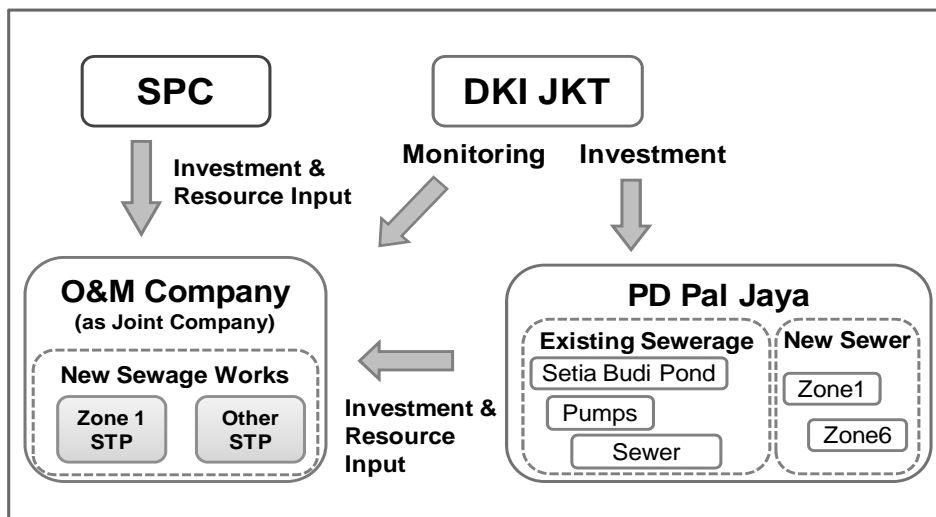 SPC
DKI JKT
Investment &
Resource Input
Monitoring
Investment
O&M Company
(as Joint Company)
New Sewage Works
Zone 1
STP
Other
STP
Investment &
Resource
Input
PD Pal Jaya
Existing Sewerage
Setia Budi Pond
Pumps
Sewer
New Sewer
Zone1
Zone6